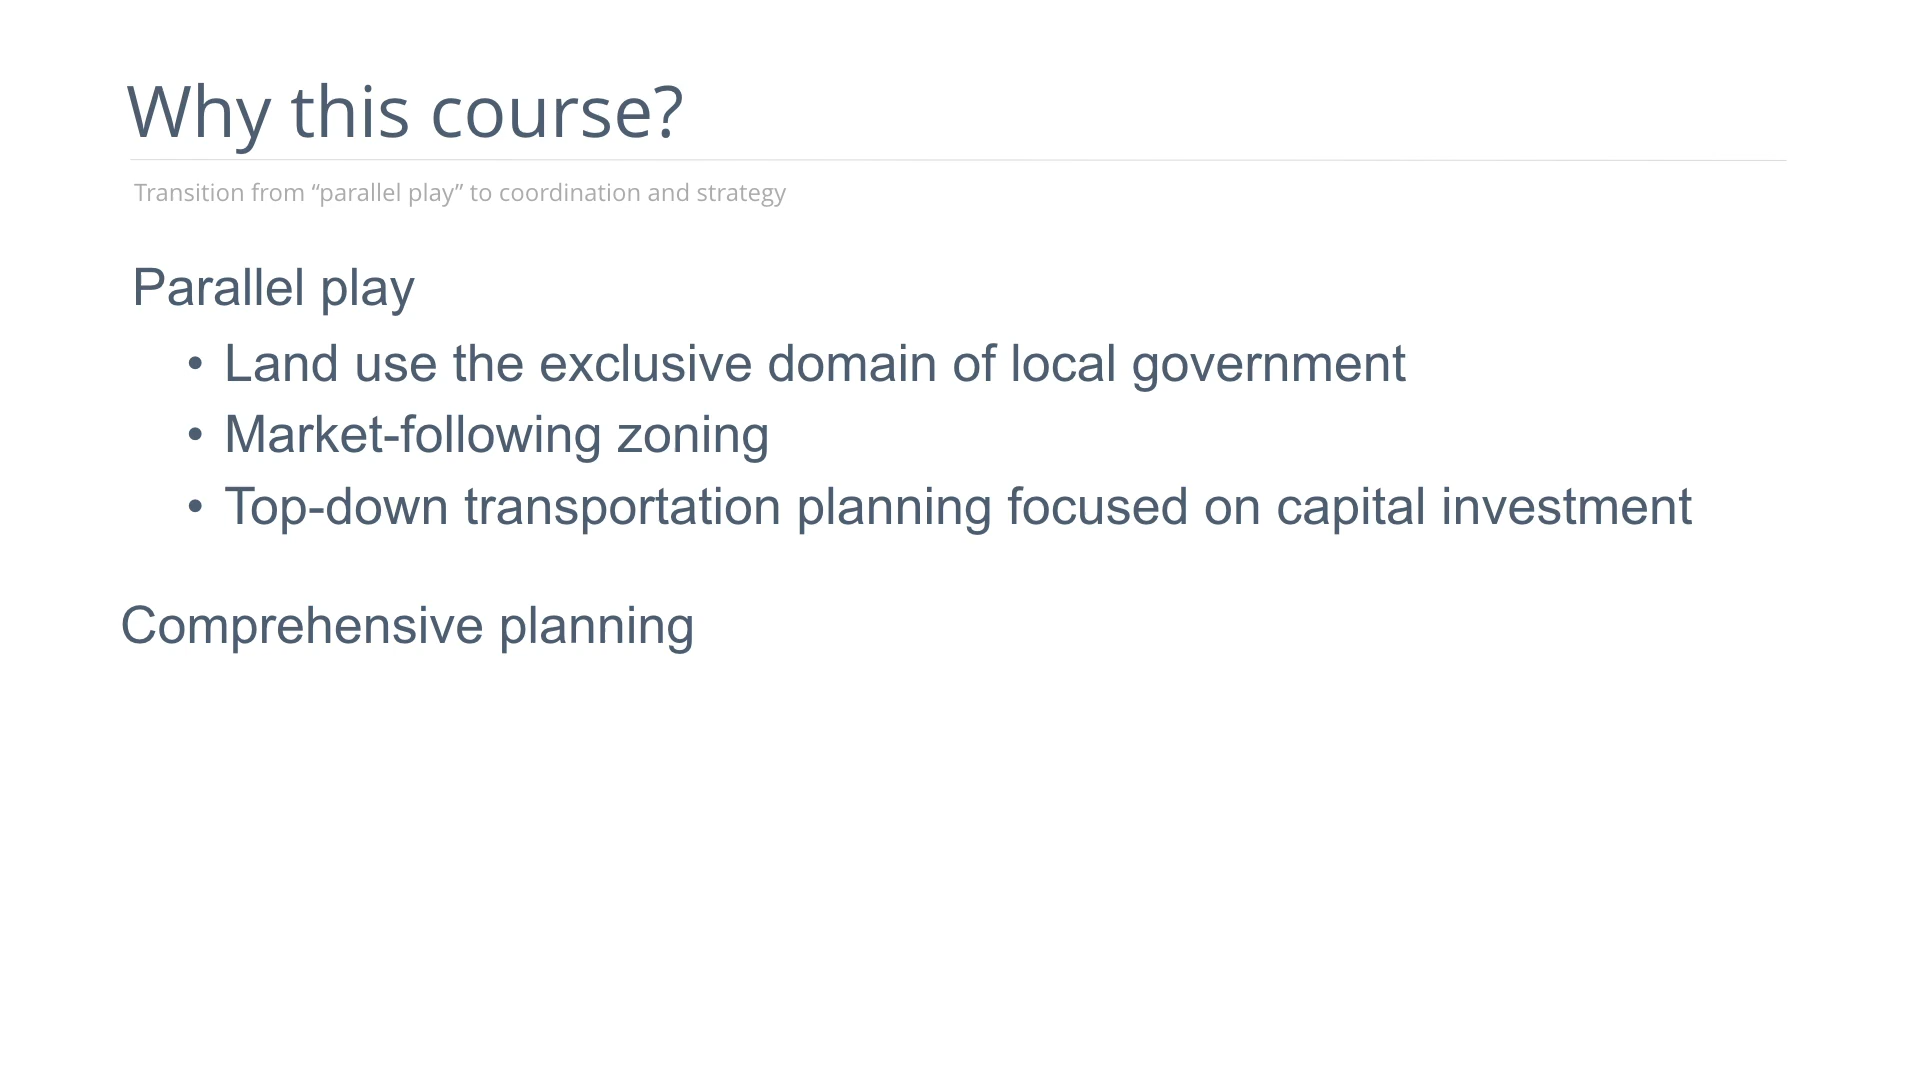 Why this course?
Transition from “parallel play” to coordination and strategy
Parallel play
• Land use the exclusive domain of local government
• Market-following zoning
• Top-down transportation planning focused on capital investment
Comprehensive planning